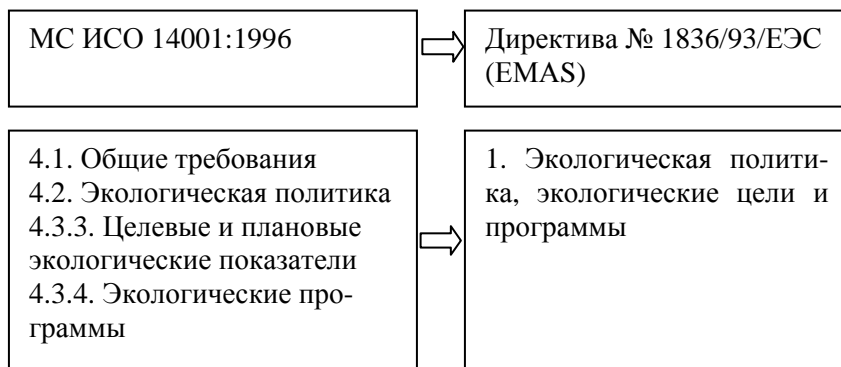 МС ИСО 14001:1996
Директива № 1836/93/ЕЭС
(EMAS)
4.1. Общие требования
4.2. Экологическая политика
4.3.3. Целевые и плановые
экологические показатели
4.3.4. Экологические про-
граммы
1. Экологическая полити-
ка, экологические цели и
программы